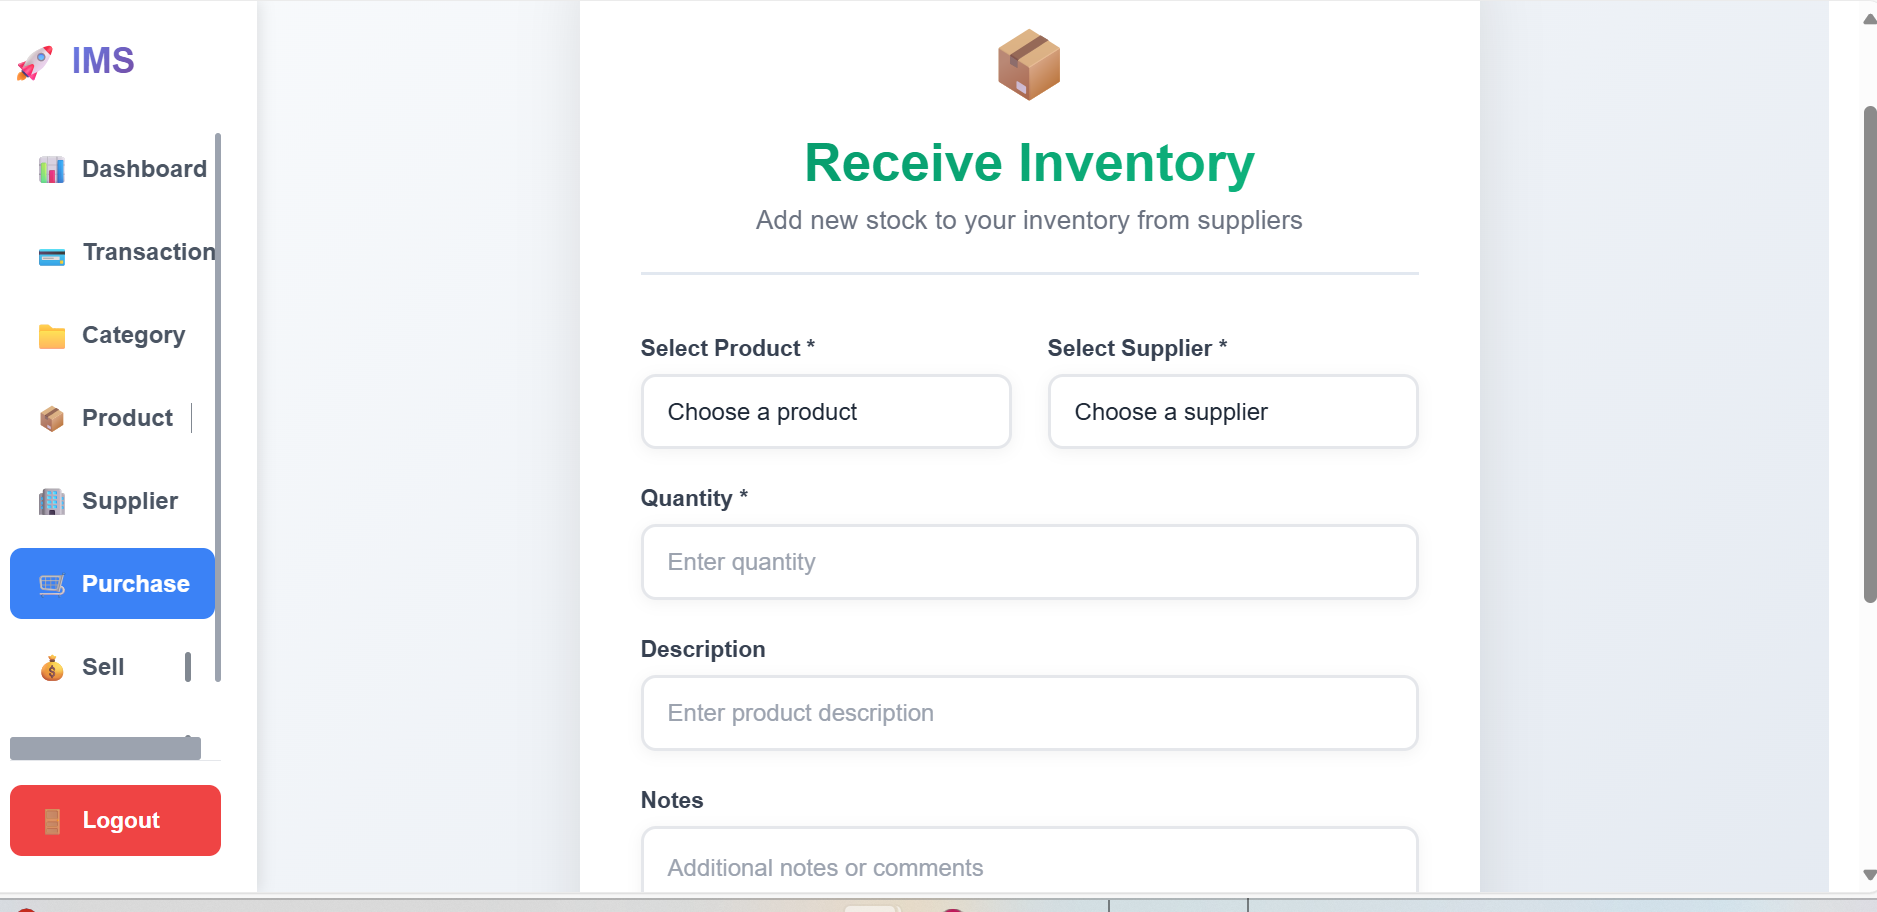 IMS
Dashboard
Transaction
Category
Product
Supplier
Purchase
Sell
Logout
Receive Inventory
Add new stock to your inventory from suppliers
Select Product *
Choose a product
Select Supplier *
Choose a supplier
Quantity *
Enter quantity
Description
Enter product description
Notes
Additional notes or comments